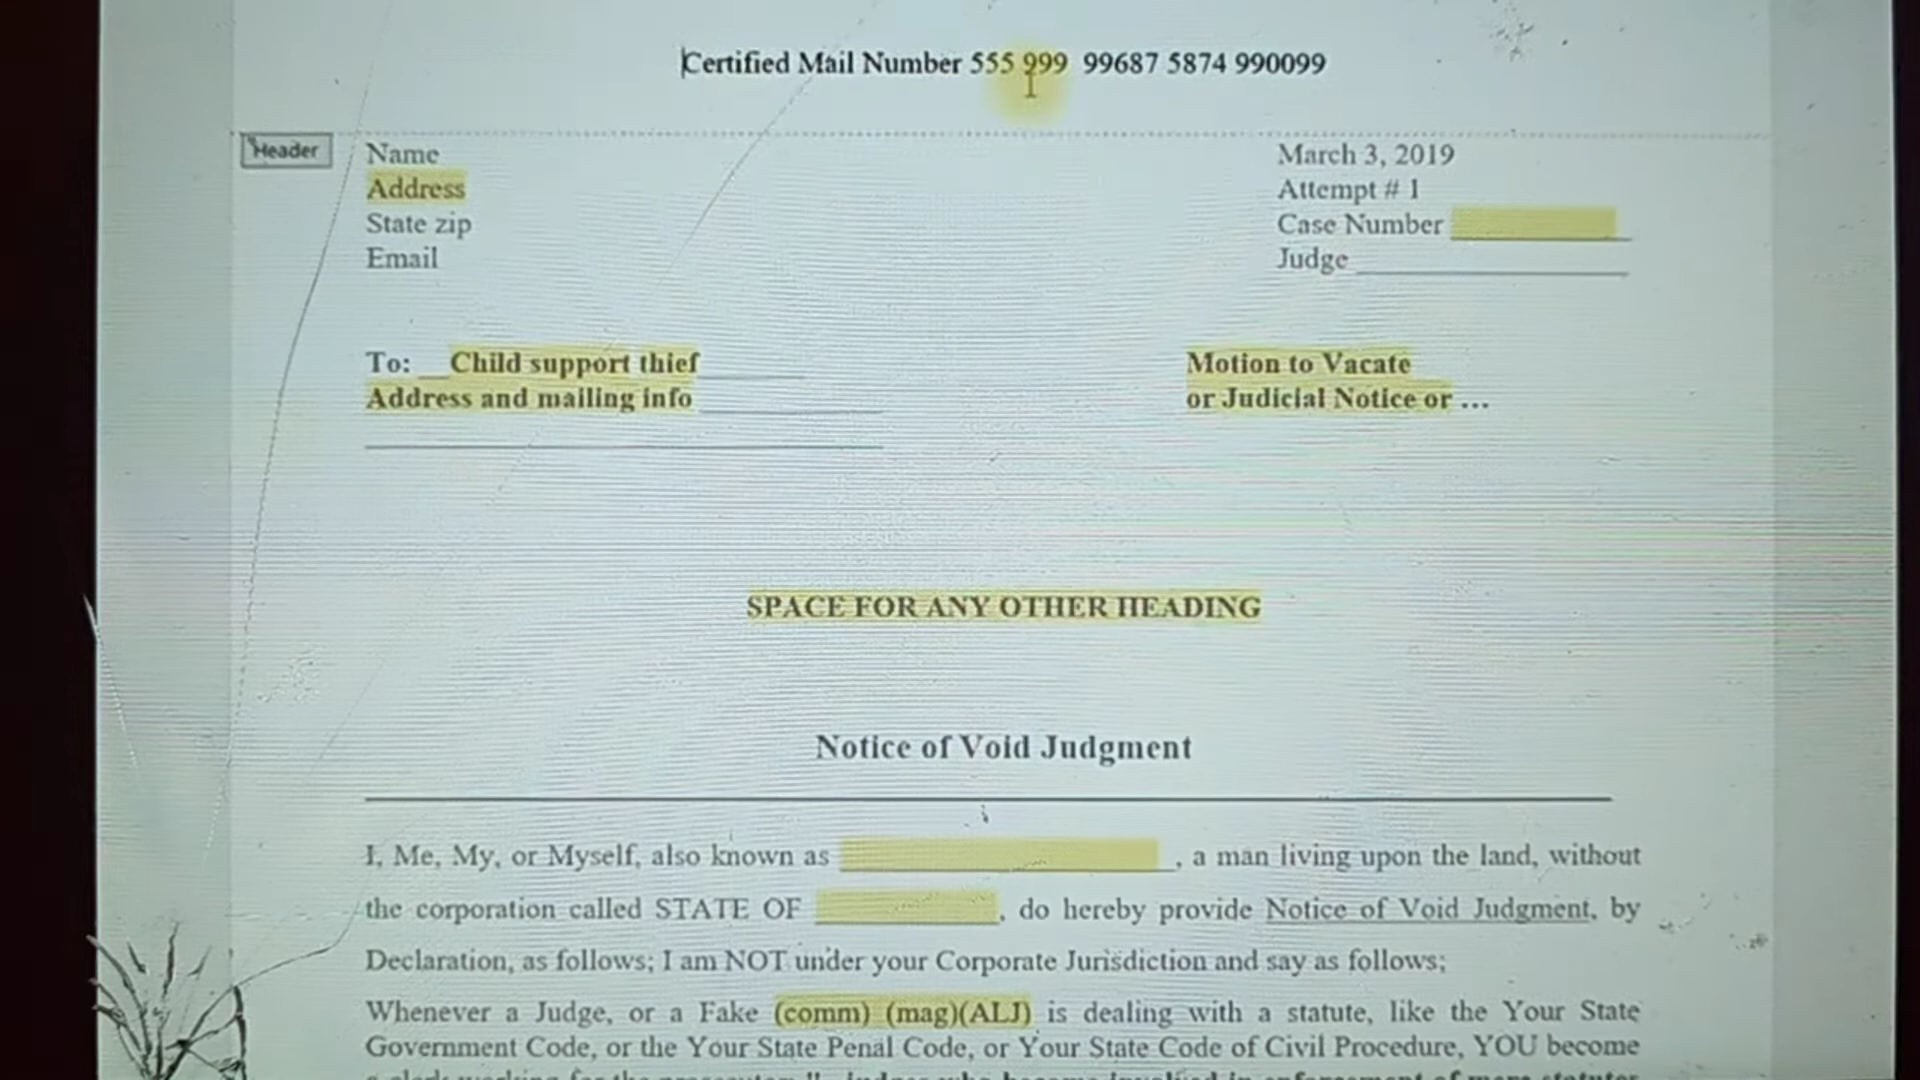 Certified Mail Number 555 999 99687 5874 990099
Header
Name
March 3, 2019
Address
Attempt # 1
State zip
Case Number
Email
Judge
To: Child support thief
Motion to Vacate
Address and mailing info
or Judicial Notice or ...
SPACE FOR ANY OTHER HEADING
Notice of Void Judgment
I, Me, My, or Myself, also known as , a man living upon the land, without
the corporation called STATE OF , do hereby provide Notice of Void Judgment, by
Declaration, as follows; I am NOT under your Corporate Jurisdiction and say as follows;
Whenever a Judge, or a Fake (comm) (mag)(ALJ) is dealing with a statute, like the Your State
Government Code, or the Your State Penal Code, or Your State Code of Civil Procedure, YOU become